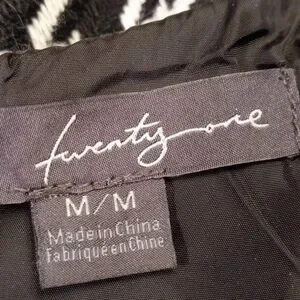 twenty one
M/M
Made in China
Fabriqué en Chine